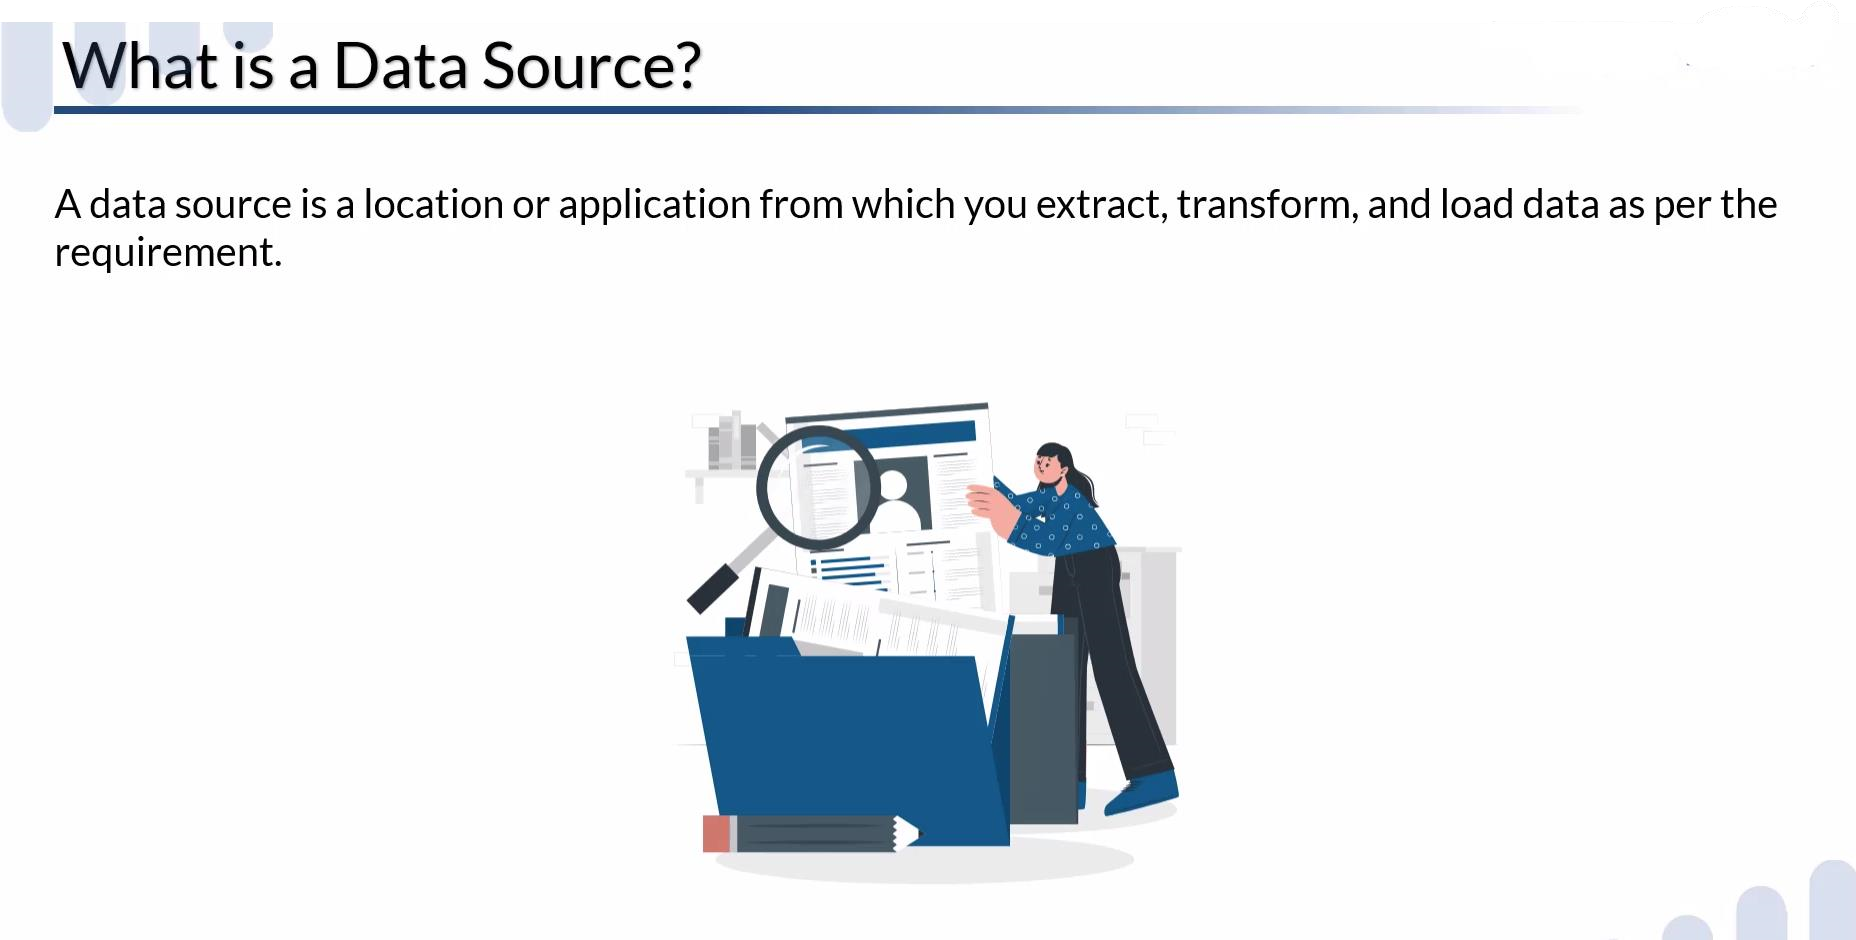 What is a Data Source?
A data source is a location or application from which you extract, transform, and load data as per the
requirement.